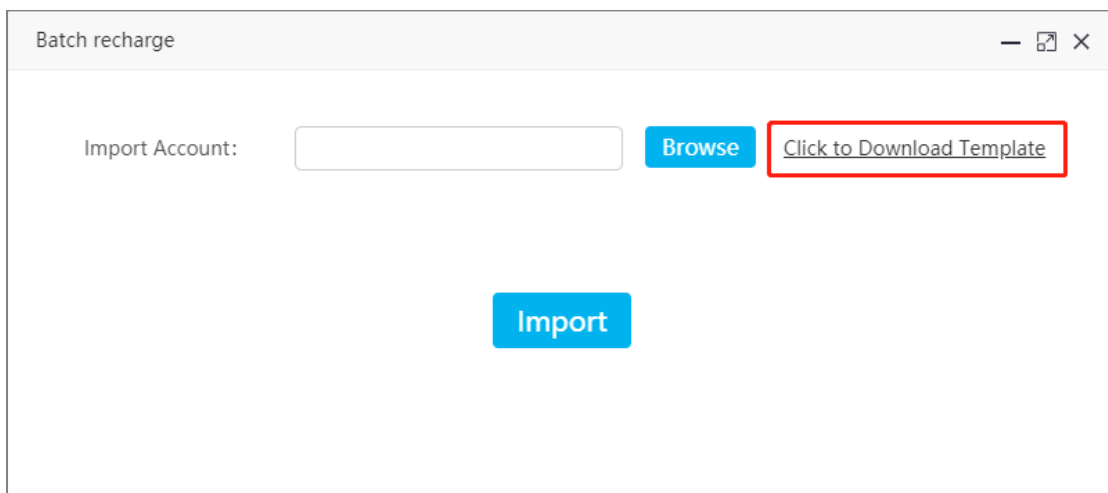 Batch recharge
Import Account: Browse Click to Download Template
Import